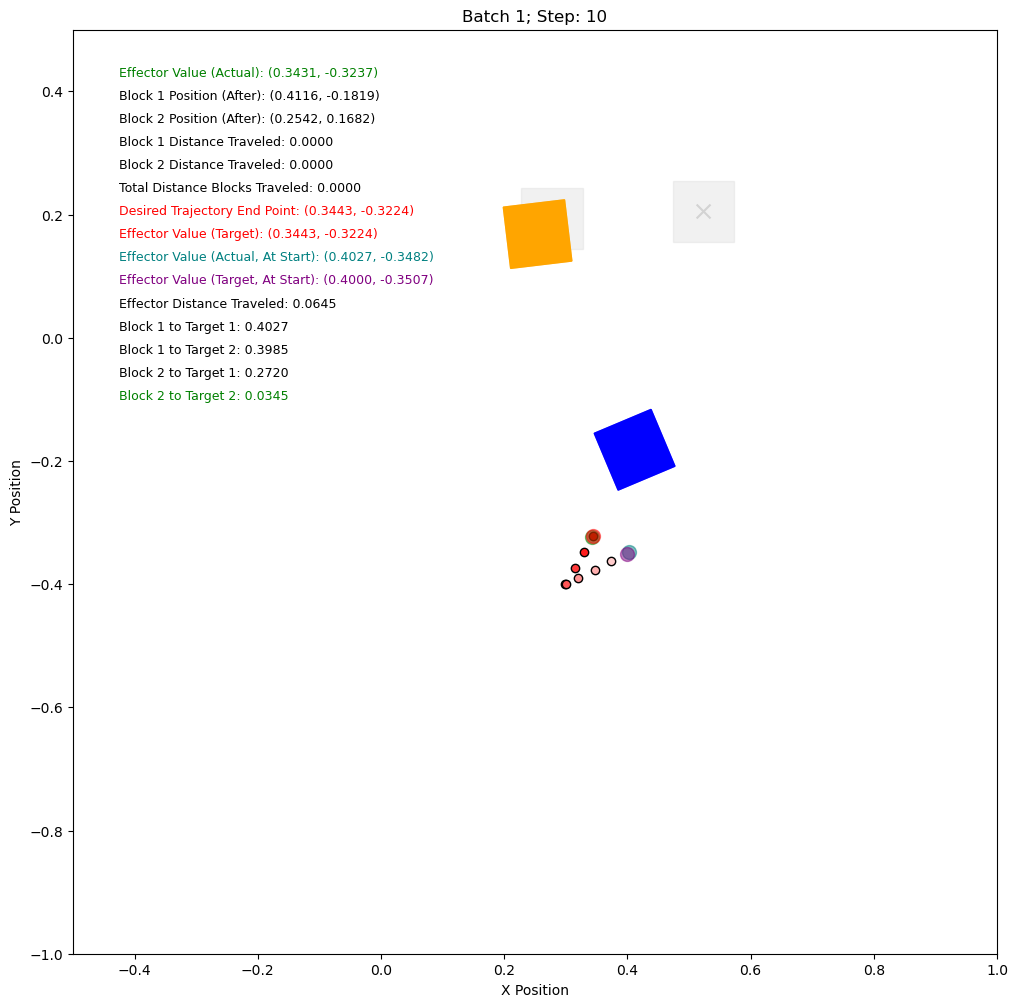 Batch 1; Step: 10
Effector Value (Actual): (0.3431, -0.3237)
Block 1 Position (After): (0.4116, -0.1819)
Block 2 Position (After): (0.2542, 0.1682)
Block 1 Distance Traveled: 0.0000
Block 2 Distance Traveled: 0.0000
Total Distance Blocks Traveled: 0.0000
Desired Trajectory End Point: (0.3443, -0.3224)
Effector Value (Target): (0.3443, -0.3224)
Effector Value (Actual, At Start): (0.4027, -0.3482)
Effector Value (Target, At Start): (0.4000, -0.3507)
Effector Distance Traveled: 0.0645
Block 1 to Target 1: 0.4027
Block 1 to Target 2: 0.3985
Block 2 to Target 1: 0.2720
Block 2 to Target 2: 0.0345
0.4
0.2
0.0
−0.2
−0.4
−0.6
−0.8
−1.0
Y Position
−0.4
−0.2
0.0
0.2
0.4
0.6
0.8
1.0
X Position